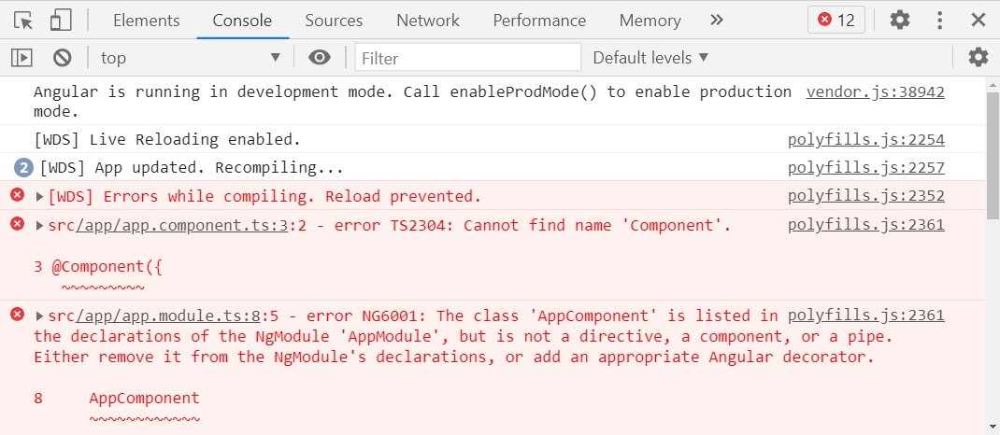 Elements Console Sources Network Performance Memory » 12
top ▼ Filter Default levels ▼
Angular is running in development mode. Call enableProdMode() to enable production vendor.js:38942
mode.
[WDS] Live Reloading enabled. polyfills.js:2254
2 [WDS] App updated. Recompiling... polyfills.js:2257
▶[WDS] Errors while compiling. Reload prevented. polyfills.js:2352
▶src/app/app.component.ts:3:2 - error TS2304: Cannot find name 'Component'. polyfills.js:2361
3 @Component({
~~~~~~~~~
▶src/app/app.module.ts:8:5 - error NG6001: The class 'AppComponent' is listed in polyfills.js:2361
the declarations of the NgModule 'AppModule', but is not a directive, a component, or a pipe.
Either remove it from the NgModule's declarations, or add an appropriate Angular decorator.
8     AppComponent
~~~~~~~~~~~~